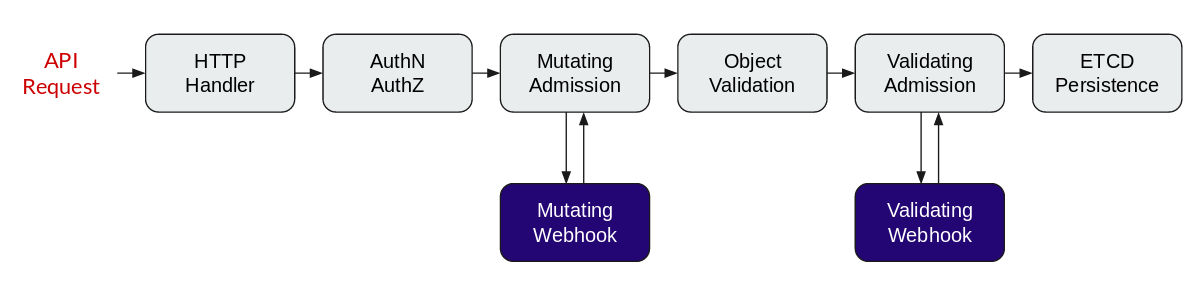 API
Request
HTTP
Handler
AuthN
AuthZ
Mutating
Admission
Object
Validation
Validating
Admission
ETCD
Persistence
Mutating
Webhook
Validating
Webhook